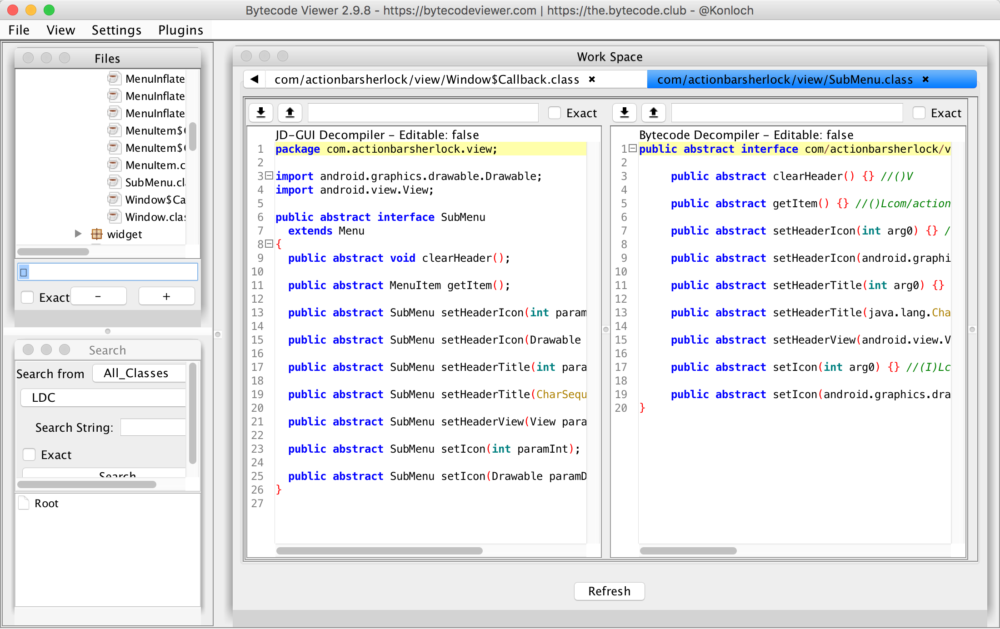 Bytecode Viewer 2.9.8 - https://bytecodeviewer.com | https://the.bytecode.club - @Konloch
File View Settings Plugins
Files
MenuInflate
MenuInflate
MenuInflate
MenuItem$
MenuItem$
MenuItem.c
SubMenu.cl
Window$Ca
Window.clas
widget
Exact - +
Search
Search from All_Classes
LDC
Search String:
Exact
Search
Root
Work Space
com/actionbarsherlock/view/Window$Callback.class
com/actionbarsherlock/view/SubMenu.class
Exact
JD-GUI Decompiler – Editable: false
1 package com.actionbarsherlock.view;
2
3 import android.graphics.drawable.Drawable;
4 import android.view.View;
5
6 public abstract interface SubMenu
7 extends Menu
8 {
9 public abstract void clearHeader();
10
11 public abstract MenuItem getItem();
12
13 public abstract SubMenu setHeaderIcon(int param
14
15 public abstract SubMenu setHeaderIcon(Drawable
16
17 public abstract SubMenu setHeaderTitle(int para
18
19 public abstract SubMenu setHeaderTitle(CharSequ
20
21 public abstract SubMenu setHeaderView(View para
22
23 public abstract SubMenu setIcon(int paramInt);
24
25 public abstract SubMenu setIcon(Drawable paramD
26 }
27
Exact
Bytecode Decompiler – Editable: false
1 public abstract interface com/actionbarsherlock/v
2
3 public abstract clearHeader() {} //()V
4
5 public abstract getItem() {} //()Lcom/action
6
7 public abstract setHeaderIcon(int arg0) {} /
8
9 public abstract setHeaderIcon(android.graphi
10
11 public abstract setHeaderTitle(int arg0) {}
12
13 public abstract setHeaderTitle(java.lang.Cha
14
15 public abstract setHeaderView(android.view.V
16
17 public abstract setIcon(int arg0) {} //(I)Lc
18
19 public abstract setIcon(android.graphics.dra
20 }
Refresh